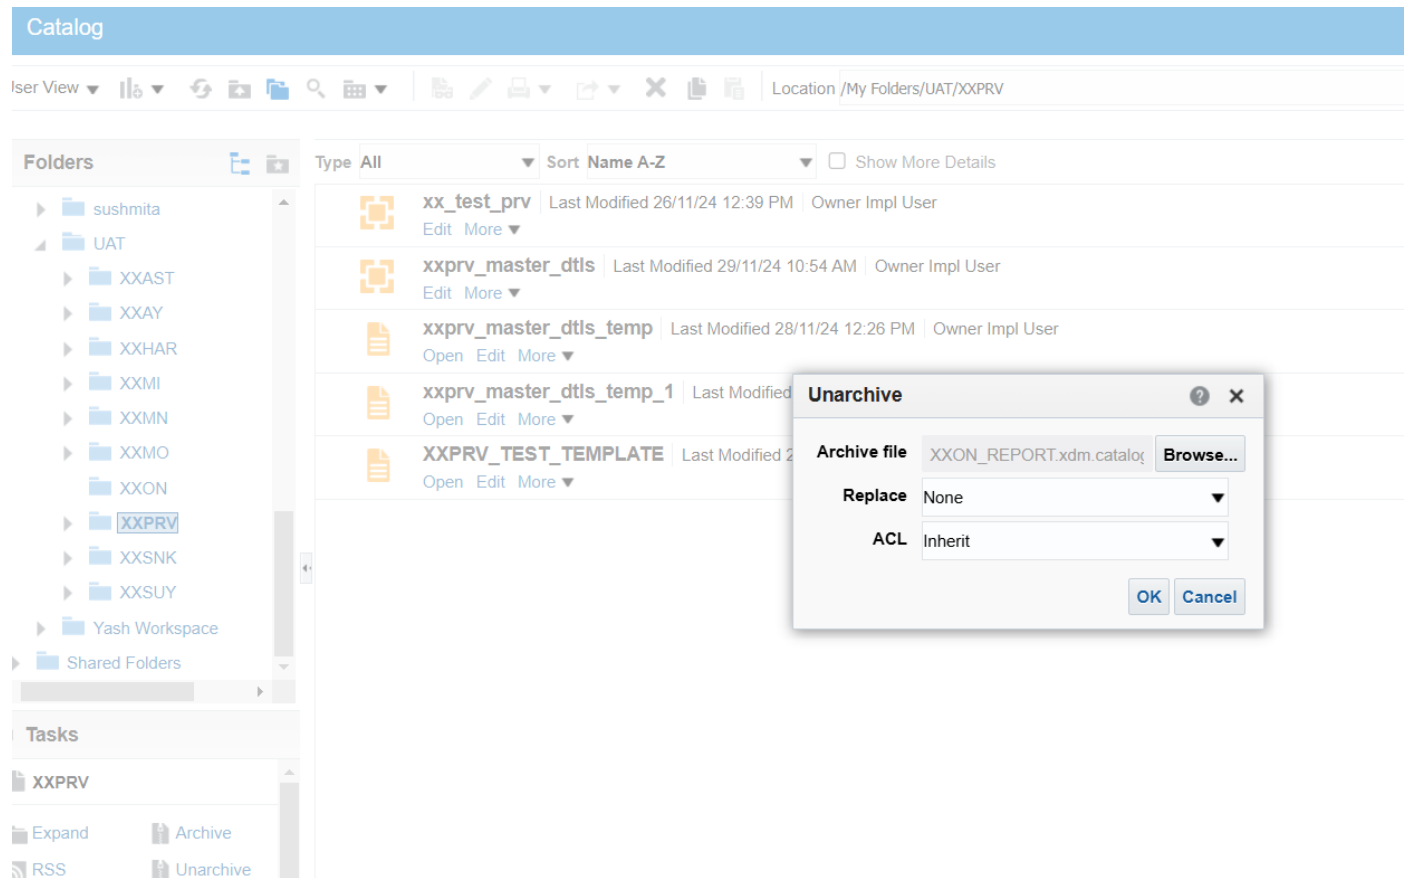 Catalog
Jser View
Location /My Folders/UAT/XXPRV
Folders
Type All Sort Name A-Z Show More Details
sushmita
UAT
XXAST
XXAY
XXHAR
XXMI
XXMN
XXMO
XXON
XXPRV
XXSNK
XXSUY
Yash Workspace
Shared Folders
xx_test_prv Last Modified 26/11/24 12:39 PM Owner Impl User
Edit More
xxprv_master_dtls Last Modified 29/11/24 10:54 AM Owner Impl User
Edit More
xxprv_master_dtls_temp Last Modified 28/11/24 12:26 PM Owner Impl User
Open Edit More
xxprv_master_dtls_temp_1 Last Modified
Open Edit More
XXPRV_TEST_TEMPLATE Last Modified 2
Open Edit More
Unarchive
Archive file XXON_REPORT.xdm.catalog Browse...
Replace None
ACL Inherit
OK Cancel
Tasks
XXPRV
Expand Archive
RSS Unarchive